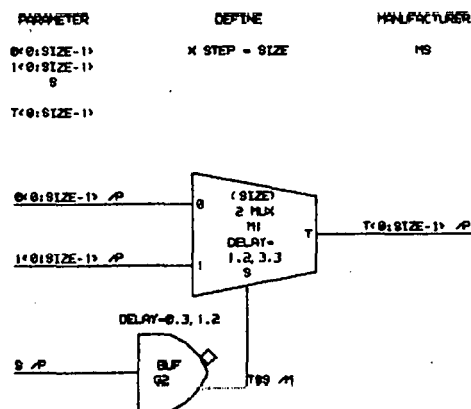 PARAMETER DEFINE MANUFACTURER
0<0:SIZE-1> X STEP = SIZE MS
1<0:SIZE-1>
S
T<0:SIZE-1>
0<0:SIZE-1> /P
0
(SIZE)
2 MUX
M1
DELAY=
1.2,3.3
S
T
T<0:SIZE-1> /P
1<0:SIZE-1> /P
1
DELAY=0.3,1.2
S /P
BUF
G2
TSS /M